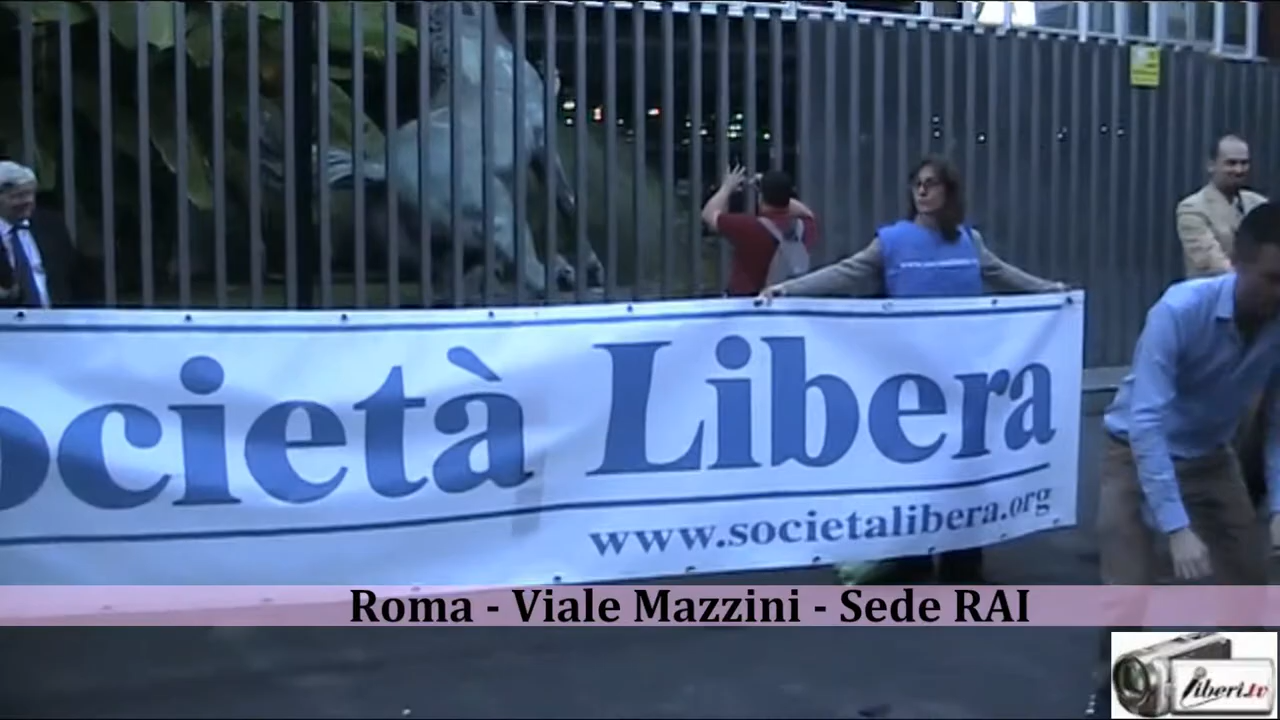 ocietà Libera
www.societalibera.org
Roma - Viale Mazzini - Sede RAI
liberi.tv